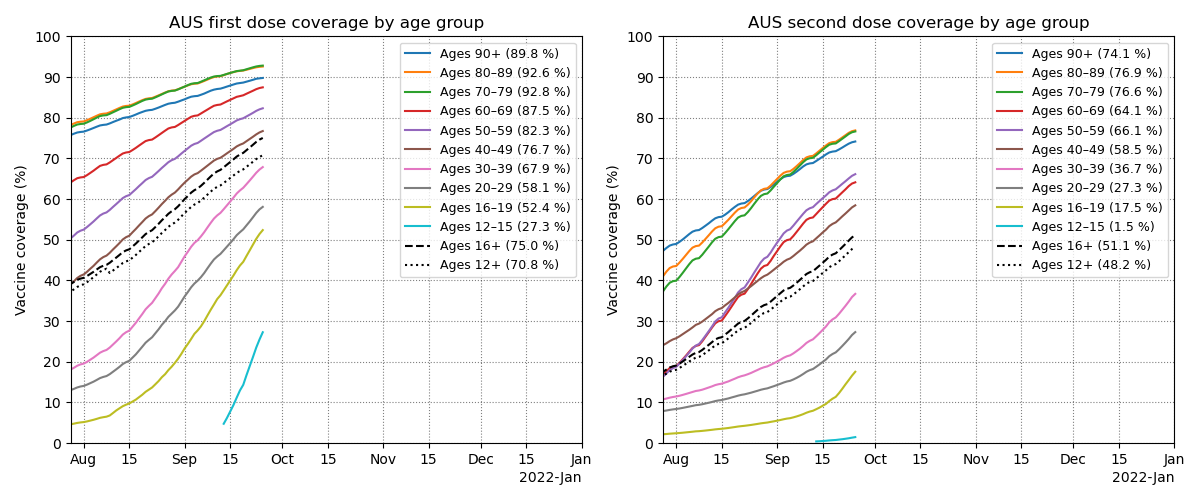 AUS first dose coverage by age group
Vaccine coverage (%)
100
90
80
70
60
50
40
30
20
10
0
Ages 90+ (89.8 %)
Ages 80–89 (92.6 %)
Ages 70–79 (92.8 %)
Ages 60–69 (87.5 %)
Ages 50–59 (82.3 %)
Ages 40–49 (76.7 %)
Ages 30–39 (67.9 %)
Ages 20–29 (58.1 %)
Ages 16–19 (52.4 %)
Ages 12–15 (27.3 %)
Ages 16+ (75.0 %)
Ages 12+ (70.8 %)
Aug 15 Sep 15 Oct 15 Nov 15 Dec 15 Jan
2022-Jan
AUS second dose coverage by age group
Vaccine coverage (%)
100
90
80
70
60
50
40
30
20
10
0
Ages 90+ (74.1 %)
Ages 80–89 (76.9 %)
Ages 70–79 (76.6 %)
Ages 60–69 (64.1 %)
Ages 50–59 (66.1 %)
Ages 40–49 (58.5 %)
Ages 30–39 (36.7 %)
Ages 20–29 (27.3 %)
Ages 16–19 (17.5 %)
Ages 12–15 (1.5 %)
Ages 16+ (51.1 %)
Ages 12+ (48.2 %)
Aug 15 Sep 15 Oct 15 Nov 15 Dec 15 Jan
2022-Jan